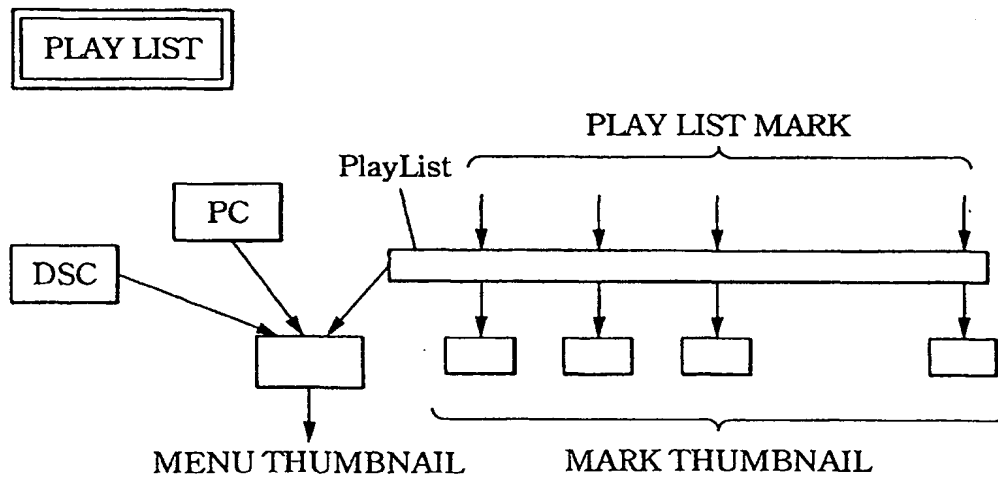 PLAY LIST
PLAY LIST MARK
PlayList
PC
DSC
MENU THUMBNAIL
MARK THUMBNAIL